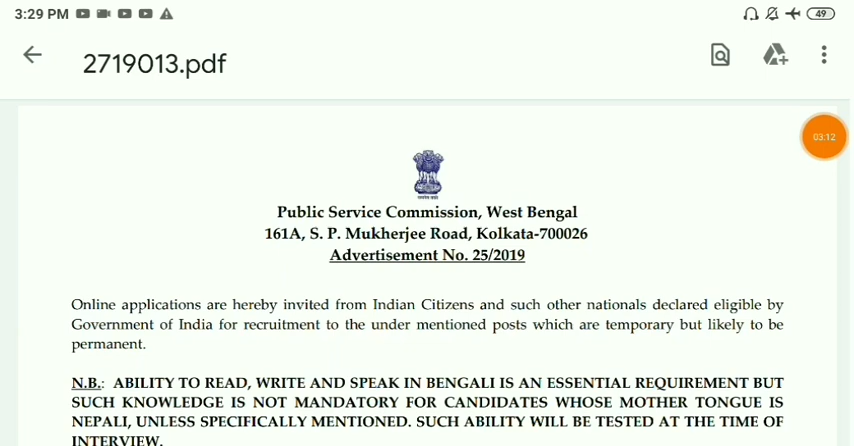 3:29 PM
49
2719013.pdf
03:12
Public Service Commission, West Bengal
161A, S. P. Mukherjee Road, Kolkata-700026
Advertisement No. 25/2019
Online applications are hereby invited from Indian Citizens and such other nationals declared eligible by
Government of India for recruitment to the under mentioned posts which are temporary but likely to be
permanent.
N.B.: ABILITY TO READ, WRITE AND SPEAK IN BENGALI IS AN ESSENTIAL REQUIREMENT BUT
SUCH KNOWLEDGE IS NOT MANDATORY FOR CANDIDATES WHOSE MOTHER TONGUE IS
NEPALI, UNLESS SPECIFICALLY MENTIONED. SUCH ABILITY WILL BE TESTED AT THE TIME OF
INTERVIEW.